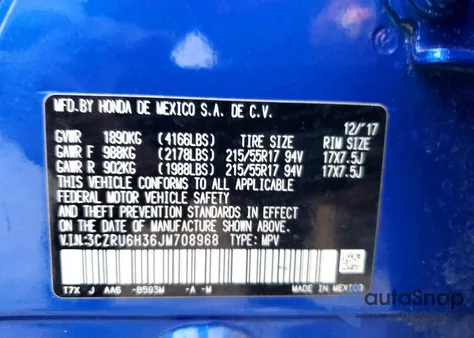 MFD.BY HONDA DE MEXICO S.A. DE C.V.
12/'17
GVWR 1890KG (4166LBS) TIRE SIZE RIM SIZE
GAWR F 988KG (2178LBS) 215/55R17 94V 17X7.5J
GAWR R 902KG (1988LBS) 215/55R17 94V 17X7.5J
THIS VEHICLE CONFORMS TO ALL APPLICABLE
FEDERAL MOTOR VEHICLE SAFETY
AND THEFT PREVENTION STANDARDS IN EFFECT
ON THE DATE OF MANUFACTURE SHOWN ABOVE.
V.I.N.:3CZRU6H36JM708968 TYPE: MPV
T7X J AA6 -B593M -A -M MADE IN MEXICO
autoSnap